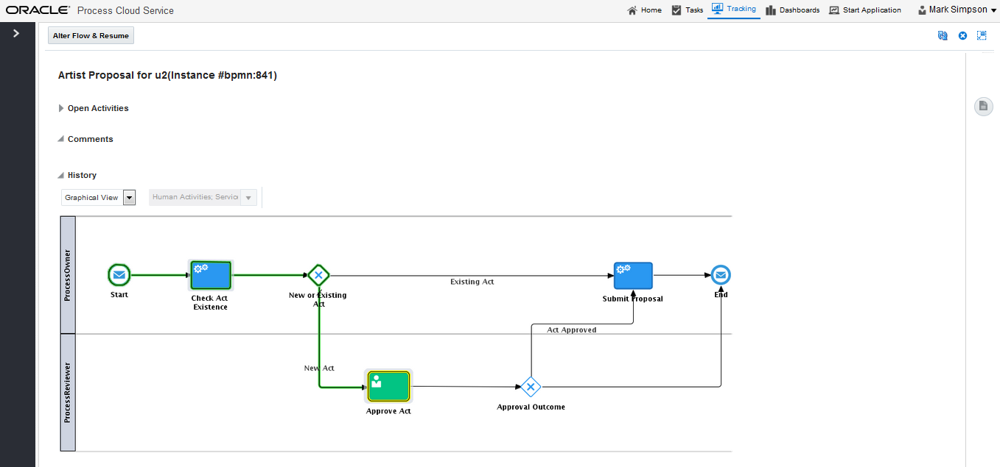 ORACLE® Process Cloud Service
Home
Tasks
Tracking
Dashboards
Start Application
Mark Simpson
Alter Flow & Resume
Artist Proposal for u2(Instance #bpmn:841)
Open Activities
Comments
History
Graphical View
Human Activities; Servic
ProcessOwner
Start
Check Act
Existence
New or Existing
Act
Existing Act
Submit Proposal
End
Act Approved
ProcessReviewer
New Act
Approve Act
Approval Outcome